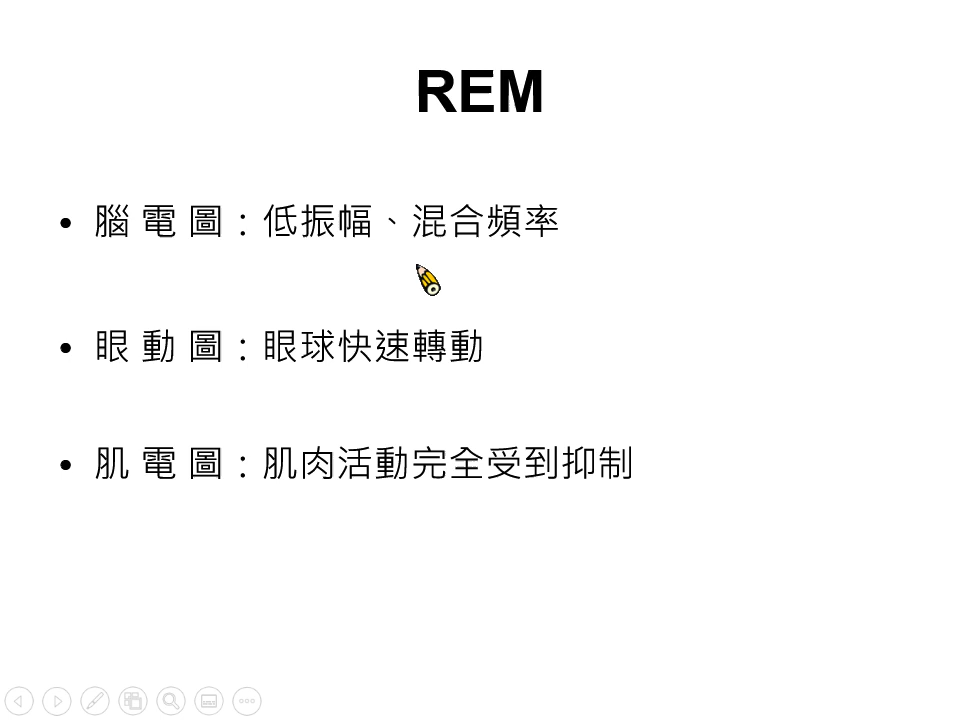 REM
• 腦 電 圖：低振幅、混合頻率
• 眼 動 圖：眼球快速轉動
• 肌 電 圖：肌肉活動完全受到抑制